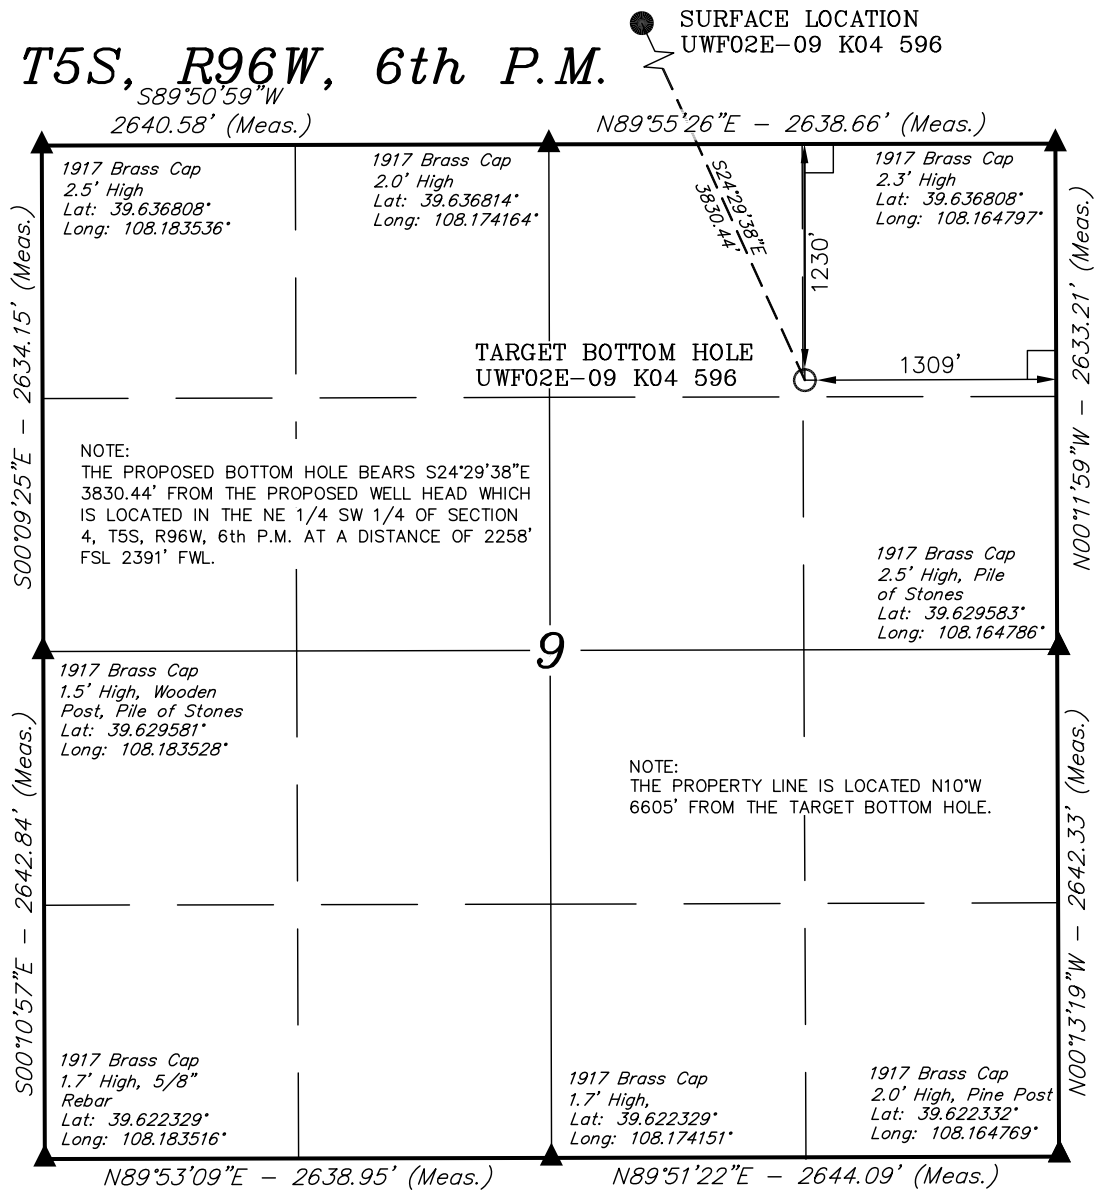 SURFACE LOCATION
UWF02E-09 K04 596
T5S, R96W, 6th P.M.
S89°50'59"W
2640.58' (Meas.)
N89°55'26"E - 2638.66' (Meas.)
1917 Brass Cap
2.5' High
Lat: 39.636808°
Long: 108.183536°
1917 Brass Cap
2.0' High
Lat: 39.636814°
Long: 108.174164°
1917 Brass Cap
2.3' High
Lat: 39.636808°
Long: 108.164797°
S24°29'38"E
3830.44'
1230'
S00°09'25"E - 2634.15' (Meas.)
N00°11'59"W - 2633.21' (Meas.)
TARGET BOTTOM HOLE
UWF02E-09 K04 596
1309'
NOTE:
THE PROPOSED BOTTOM HOLE BEARS S24°29'38"E
3830.44' FROM THE PROPOSED WELL HEAD WHICH
IS LOCATED IN THE NE 1/4 SW 1/4 OF SECTION
4, T5S, R96W, 6th P.M. AT A DISTANCE OF 2258'
FSL 2391' FWL.
1917 Brass Cap
2.5' High, Pile
of Stones
Lat: 39.629583°
Long: 108.164786°
9
1917 Brass Cap
1.5' High, Wooden
Post, Pile of Stones
Lat: 39.629581°
Long: 108.183528°
NOTE:
THE PROPERTY LINE IS LOCATED N10°W
6605' FROM THE TARGET BOTTOM HOLE.
S00°10'57"E - 2642.84' (Meas.)
N00°13'19"W - 2642.33' (Meas.)
1917 Brass Cap
1.7' High, 5/8"
Rebar
Lat: 39.622329°
Long: 108.183516°
1917 Brass Cap
1.7' High,
Lat: 39.622329°
Long: 108.174151°
1917 Brass Cap
2.0' High, Pine Post
Lat: 39.622332°
Long: 108.164769°
N89°53'09"E - 2638.95' (Meas.)
N89°51'22"E - 2644.09' (Meas.)